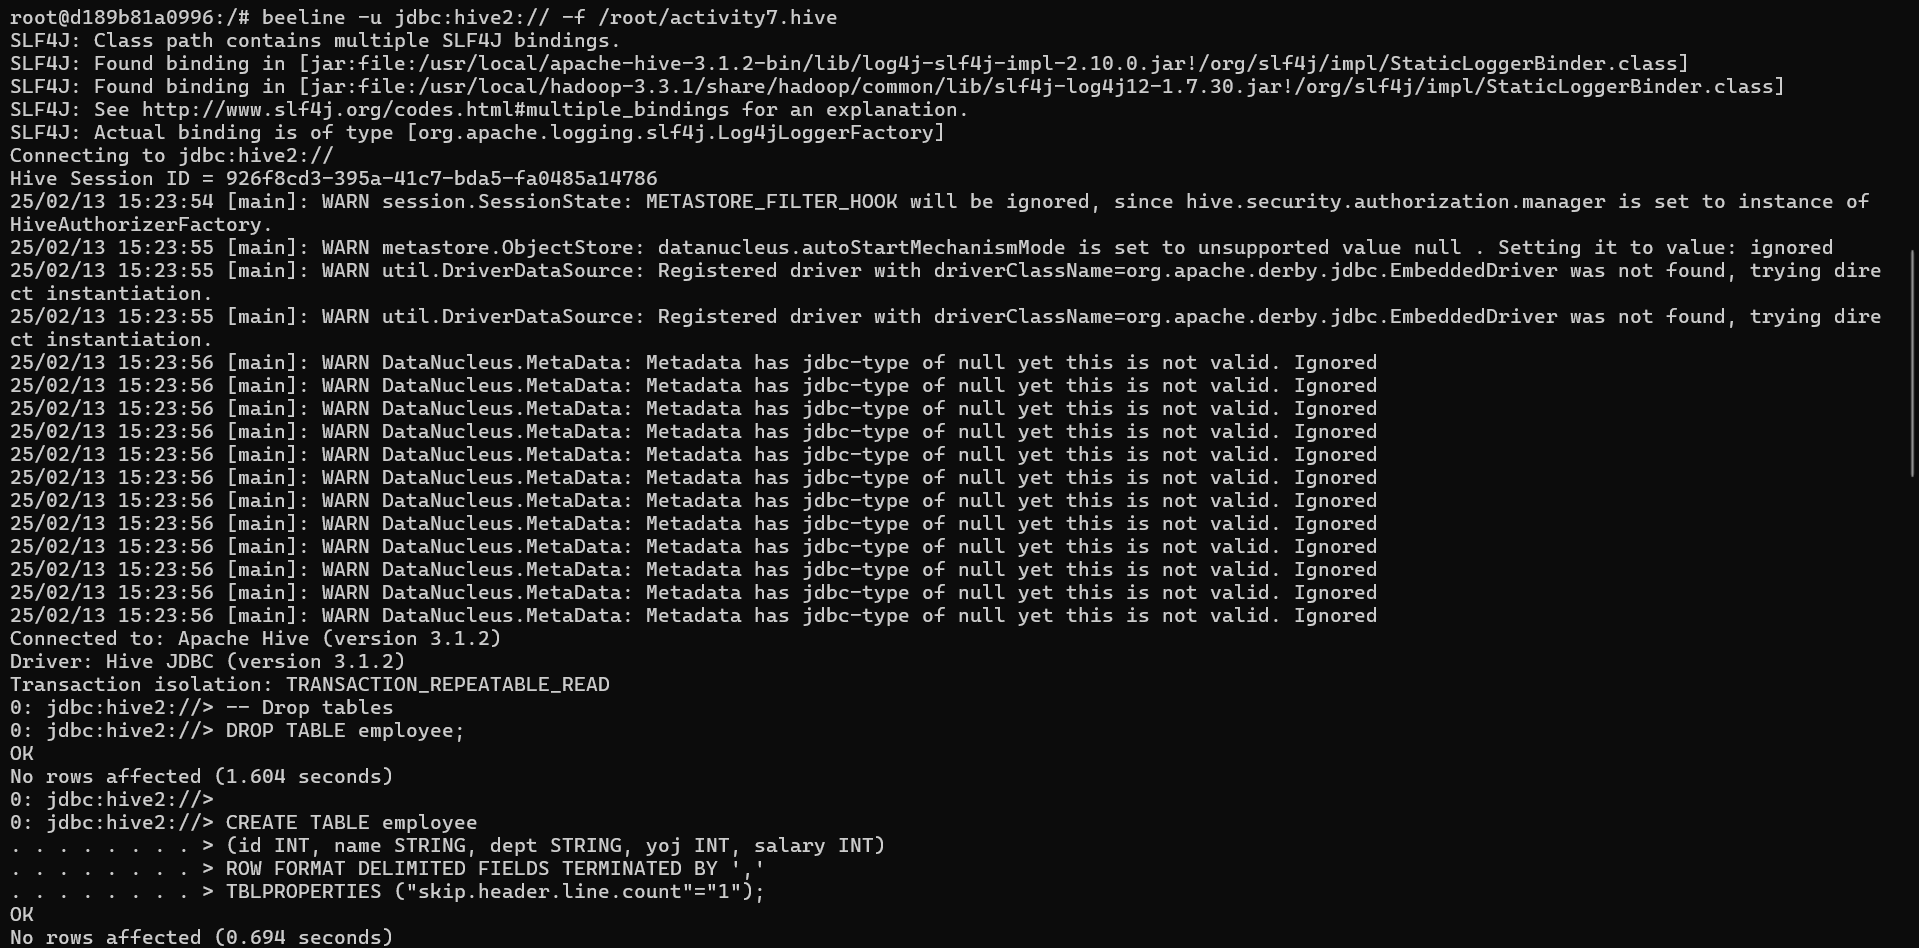 root@d189b81a0996:/# beeline -u jdbc:hive2:// -f /root/activity7.hive
SLF4J: Class path contains multiple SLF4J bindings.
SLF4J: Found binding in [jar:file:/usr/local/apache-hive-3.1.2-bin/lib/log4j-slf4j-impl-2.10.0.jar!/org/slf4j/impl/StaticLoggerBinder.class]
SLF4J: Found binding in [jar:file:/usr/local/hadoop-3.3.1/share/hadoop/common/lib/slf4j-log4j12-1.7.30.jar!/org/slf4j/impl/StaticLoggerBinder.class]
SLF4J: See http://www.slf4j.org/codes.html#multiple_bindings for an explanation.
SLF4J: Actual binding is of type [org.apache.logging.slf4j.Log4jLoggerFactory]
Connecting to jdbc:hive2://
Hive Session ID = 926f8cd3-395a-41c7-bda5-fa0485a14786
25/02/13 15:23:54 [main]: WARN session.SessionState: METASTORE_FILTER_HOOK will be ignored, since hive.security.authorization.manager is set to instance of
HiveAuthorizerFactory.
25/02/13 15:23:55 [main]: WARN metastore.ObjectStore: datanucleus.autoStartMechanismMode is set to unsupported value null . Setting it to value: ignored
25/02/13 15:23:55 [main]: WARN util.DriverDataSource: Registered driver with driverClassName=org.apache.derby.jdbc.EmbeddedDriver was not found, trying dire
ct instantiation.
25/02/13 15:23:55 [main]: WARN util.DriverDataSource: Registered driver with driverClassName=org.apache.derby.jdbc.EmbeddedDriver was not found, trying dire
ct instantiation.
25/02/13 15:23:56 [main]: WARN DataNucleus.MetaData: Metadata has jdbc-type of null yet this is not valid. Ignored
25/02/13 15:23:56 [main]: WARN DataNucleus.MetaData: Metadata has jdbc-type of null yet this is not valid. Ignored
25/02/13 15:23:56 [main]: WARN DataNucleus.MetaData: Metadata has jdbc-type of null yet this is not valid. Ignored
25/02/13 15:23:56 [main]: WARN DataNucleus.MetaData: Metadata has jdbc-type of null yet this is not valid. Ignored
25/02/13 15:23:56 [main]: WARN DataNucleus.MetaData: Metadata has jdbc-type of null yet this is not valid. Ignored
25/02/13 15:23:56 [main]: WARN DataNucleus.MetaData: Metadata has jdbc-type of null yet this is not valid. Ignored
25/02/13 15:23:56 [main]: WARN DataNucleus.MetaData: Metadata has jdbc-type of null yet this is not valid. Ignored
25/02/13 15:23:56 [main]: WARN DataNucleus.MetaData: Metadata has jdbc-type of null yet this is not valid. Ignored
25/02/13 15:23:56 [main]: WARN DataNucleus.MetaData: Metadata has jdbc-type of null yet this is not valid. Ignored
25/02/13 15:23:56 [main]: WARN DataNucleus.MetaData: Metadata has jdbc-type of null yet this is not valid. Ignored
25/02/13 15:23:56 [main]: WARN DataNucleus.MetaData: Metadata has jdbc-type of null yet this is not valid. Ignored
25/02/13 15:23:56 [main]: WARN DataNucleus.MetaData: Metadata has jdbc-type of null yet this is not valid. Ignored
Connected to: Apache Hive (version 3.1.2)
Driver: Hive JDBC (version 3.1.2)
Transaction isolation: TRANSACTION_REPEATABLE_READ
0: jdbc:hive2://> -- Drop tables
0: jdbc:hive2://> DROP TABLE employee;
OK
No rows affected (1.604 seconds)
0: jdbc:hive2://>
0: jdbc:hive2://> CREATE TABLE employee
. . . . . . . . > (id INT, name STRING, dept STRING, yoj INT, salary INT)
. . . . . . . . > ROW FORMAT DELIMITED FIELDS TERMINATED BY ','
. . . . . . . . > TBLPROPERTIES ("skip.header.line.count"="1");
OK
No rows affected (0.694 seconds)